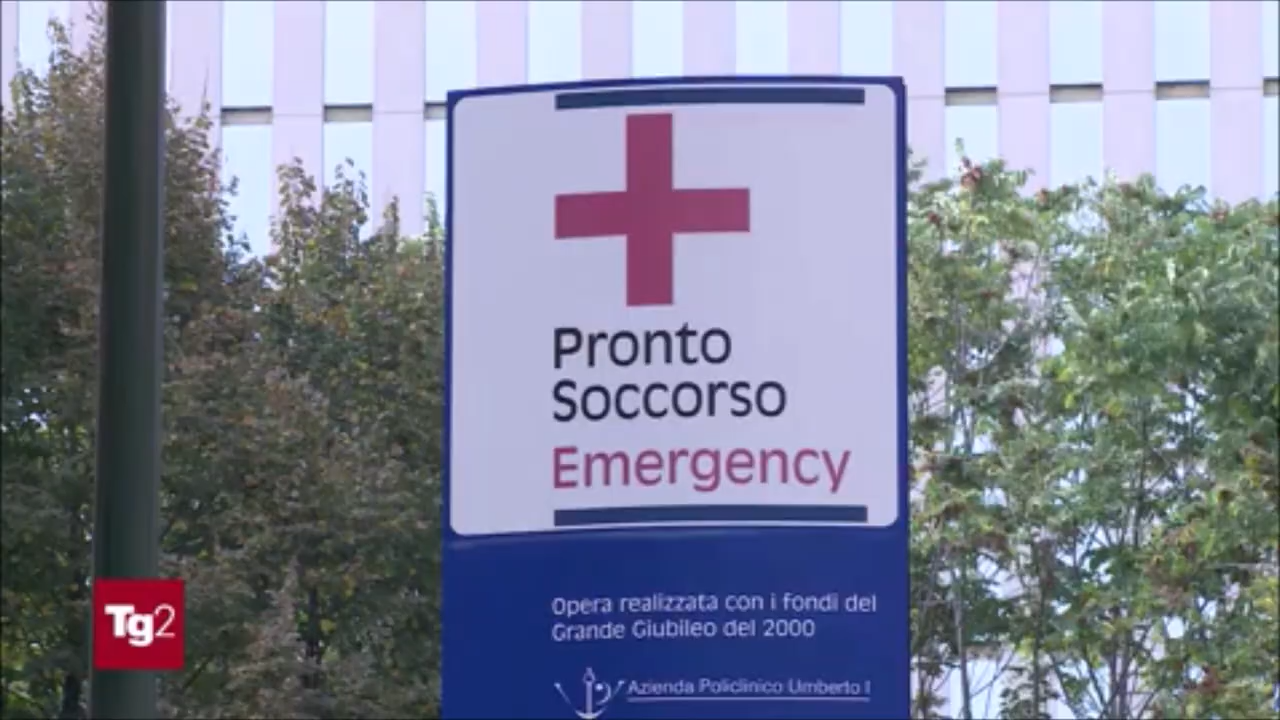 Pronto
Soccorso
Emergency
Opera realizzata con i fondi del
Grande Giubileo del 2000
Azienda Policlinico Umberto I
Tg2